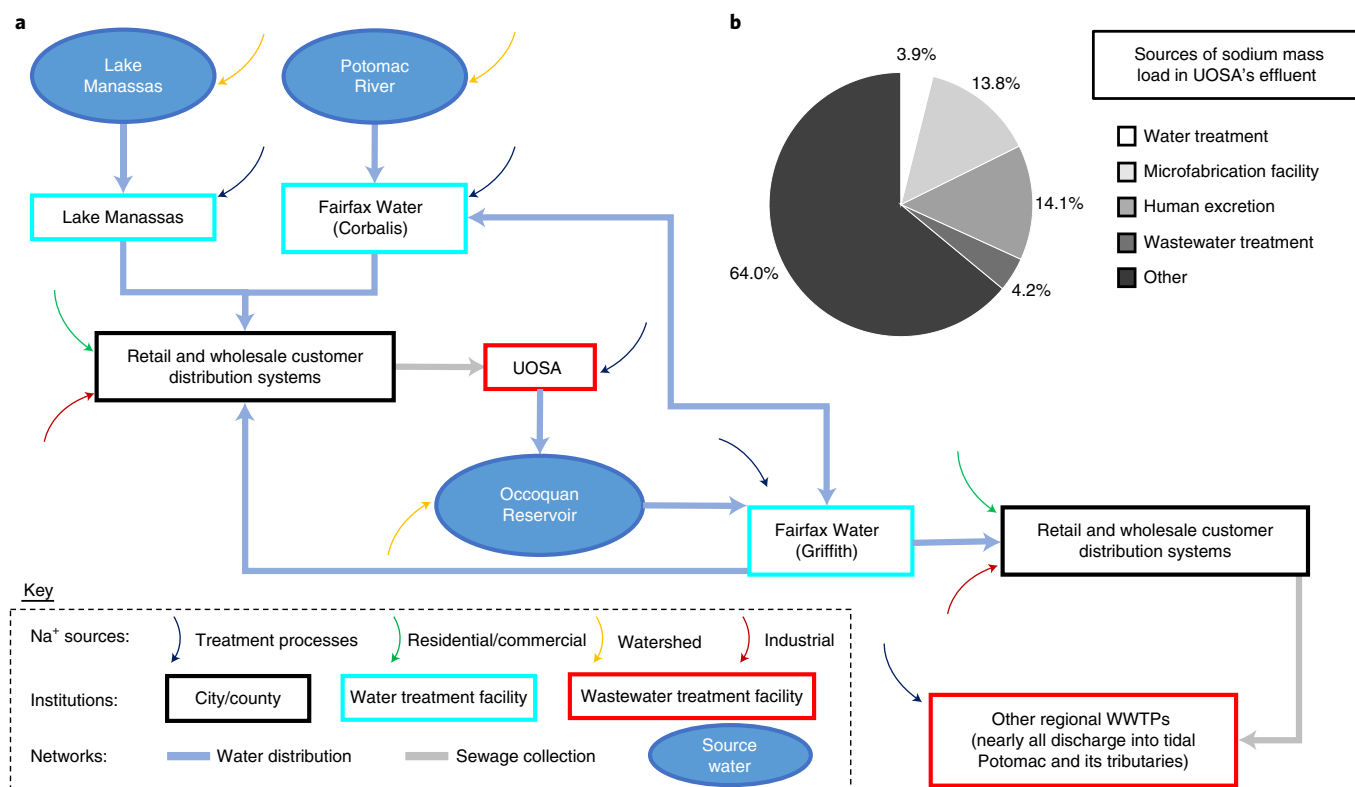 a
Lake
Manassas
Potomac
River
Lake Manassas
Fairfax Water
(Corbalis)
Retail and wholesale customer
distribution systems
UOSA
Occoquan
Reservoir
Fairfax Water
(Griffith)
Retail and wholesale customer
distribution systems
Other regional WWTPs
(nearly all discharge into tidal
Potomac and its tributaries)
b
3.9%
13.8%
14.1%
4.2%
64.0%
Sources of sodium mass
load in UOSA's effluent
Water treatment
Microfabrication facility
Human excretion
Wastewater treatment
Other
Key
Na⁺ sources: Treatment processes Residential/commercial Watershed Industrial
Institutions: City/county Water treatment facility Wastewater treatment facility
Networks: Water distribution Sewage collection
Source
water